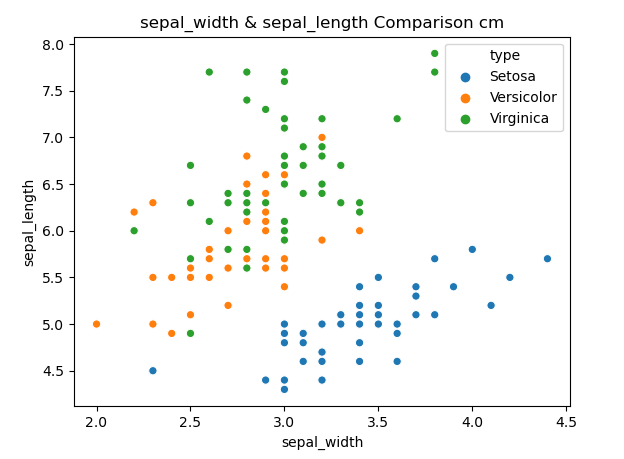 sepal_width & sepal_length Comparison cm
type
Setosa
Versicolor
Virginica
8.0
7.5
7.0
6.5
6.0
5.5
5.0
4.5
sepal_length
2.0 2.5 3.0 3.5 4.0 4.5
sepal_width